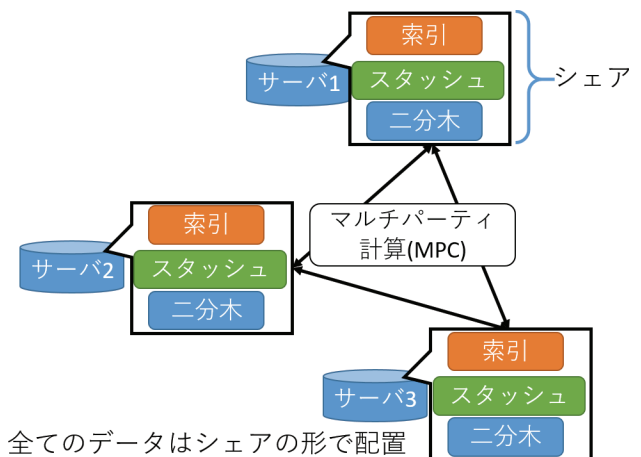 索引
サーバ1
スタッシュ
二分木
シェア
マルチパーティ
計算(MPC)
索引
サーバ2
スタッシュ
二分木
索引
サーバ3
スタッシュ
二分木
全てのデータはシェアの形で配置